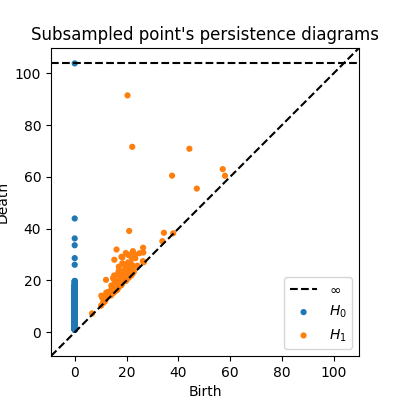 Subsampled point's persistence diagrams
100
80
60
40
20
0
Death
0 20 40 60 80 100
Birth
∞
H₀
H₁